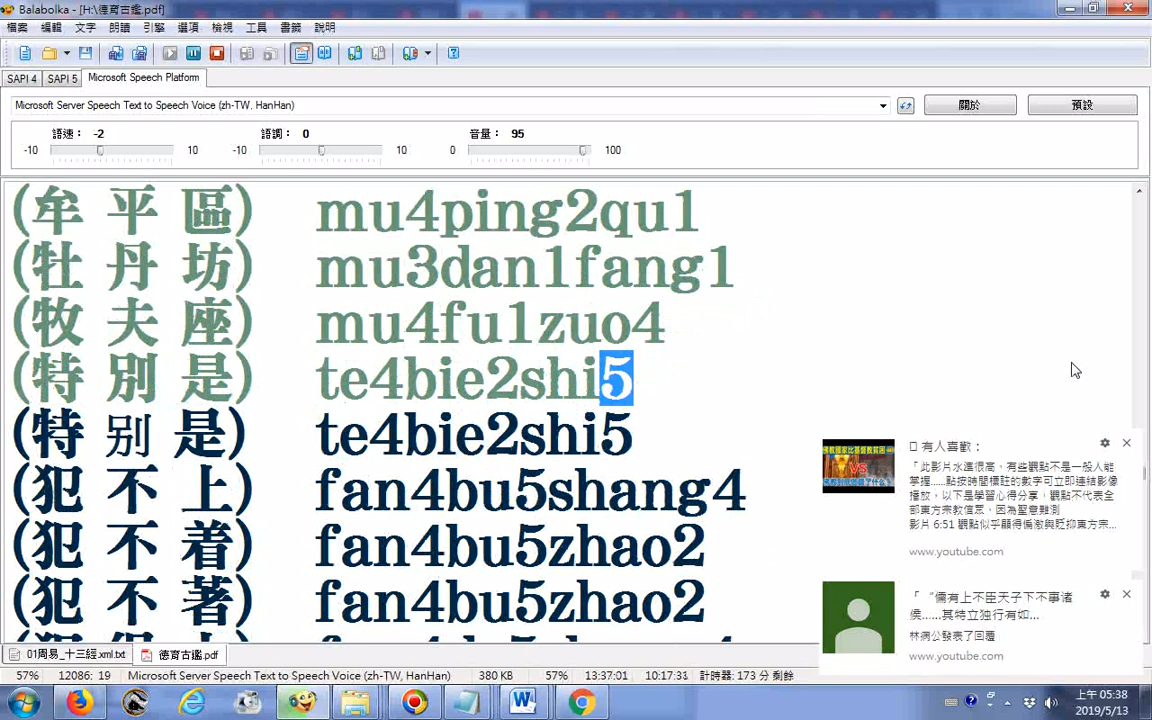 Balabolka - [H:\德育古鑑.pdf]
檔案 編輯 文字 朗讀 引擎 選項 檢視 工具 書籤 說明
SAPI 4 SAPI 5 Microsoft Speech Platform
Microsoft Server Speech Text to Speech Voice (zh-TW, HanHan) 關於 預設
語速： -2 語調： 0 音量： 95
-10 10 -10 10 0 100
(牟 平 區) mu4ping2qu1
(牡 丹 坊) mu3dan1fang1
(牧 夫 座) mu4fu1zuo4
(特 別 是) te4bie2shi5
(特 别 是) te4bie2shi5
(犯 不 上) fan4bu5shang4
(犯 不 着) fan4bu5zhao2
(犯 不 著) fan4bu5zhao2
有人喜歡：
「此影片水準很高，有些觀點不是一般人能
掌握......點按時間標註的數字可立即連結影像
播放，以下是學習心得分享，觀點不代表全
部東方宗教信眾，因為聖意難測
影片 6:51 觀點似乎顯得傷激與貶抑東方宗...
www.youtube.com
「 “儒有上不臣天子下不事诸
侯......其特立独行有如...
林病公發表了回覆
www.youtube.com
01周易_十三經.xml.txt 德育古鑑.pdf
57% 12086: 19 Microsoft Server Speech Text to Speech Voice (zh-TW, HanHan) 380 KB 57% 13:37:01 10:17:31 計時器: 173 分 剩餘
上午 05:38
2019/5/13